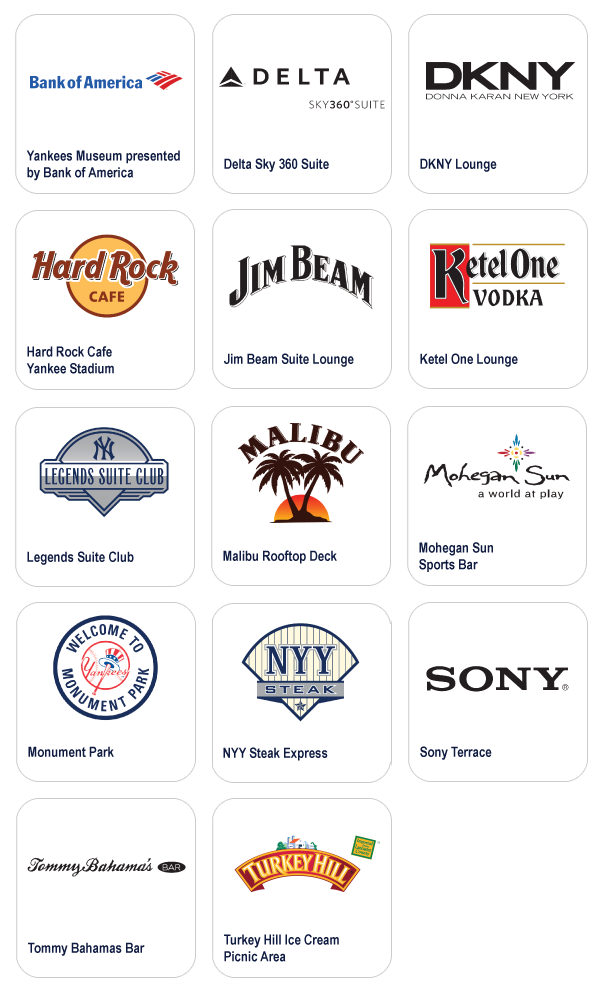 Bank of America
Yankees Museum presented
by Bank of America
DELTA
SKY360°SUITE
Delta Sky 360 Suite
DKNY
DONNA KARAN NEW YORK
DKNY Lounge
Hard Rock
CAFE
Hard Rock Cafe
Yankee Stadium
JIM BEAM
Jim Beam Suite Lounge
Ketel One
VODKA
Ketel One Lounge
NY
LEGENDS SUITE CLUB
Legends Suite Club
MALIBU
Malibu Rooftop Deck
Mohegan Sun
a world at play
Mohegan Sun
Sports Bar
WELCOME TO
Yankees
MONUMENT PARK
Monument Park
NYY
STEAK
NYY Steak Express
SONY®
Sony Terrace
Tommy Bahama's BAR
Tommy Bahamas Bar
TURKEY HILL
Turkey Hill Ice Cream
Picnic Area